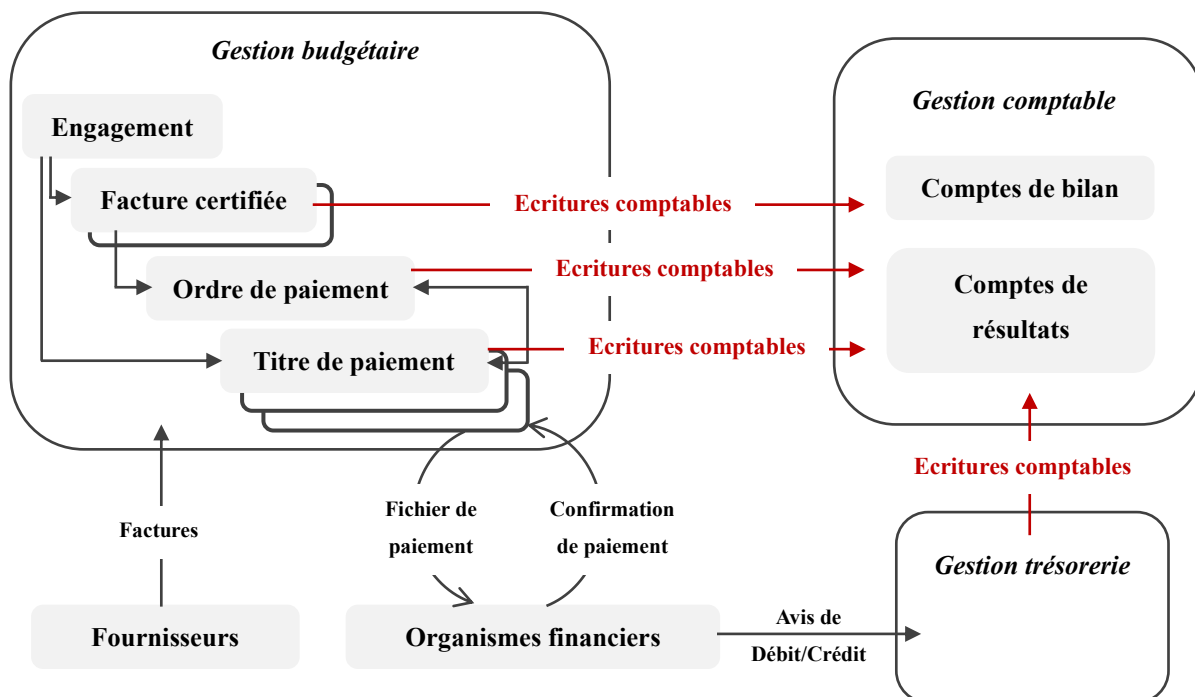 Gestion budgétaire
Engagement
Facture certifiée
Ordre de paiement
Titre de paiement
Ecritures comptables
Ecritures comptables
Ecritures comptables
Gestion comptable
Comptes de bilan
Comptes de
résultats
Ecritures comptables
Factures
Fichier de
paiement
Confirmation
de paiement
Gestion trésorerie
Fournisseurs
Organismes financiers
Avis de
Débit/Crédit